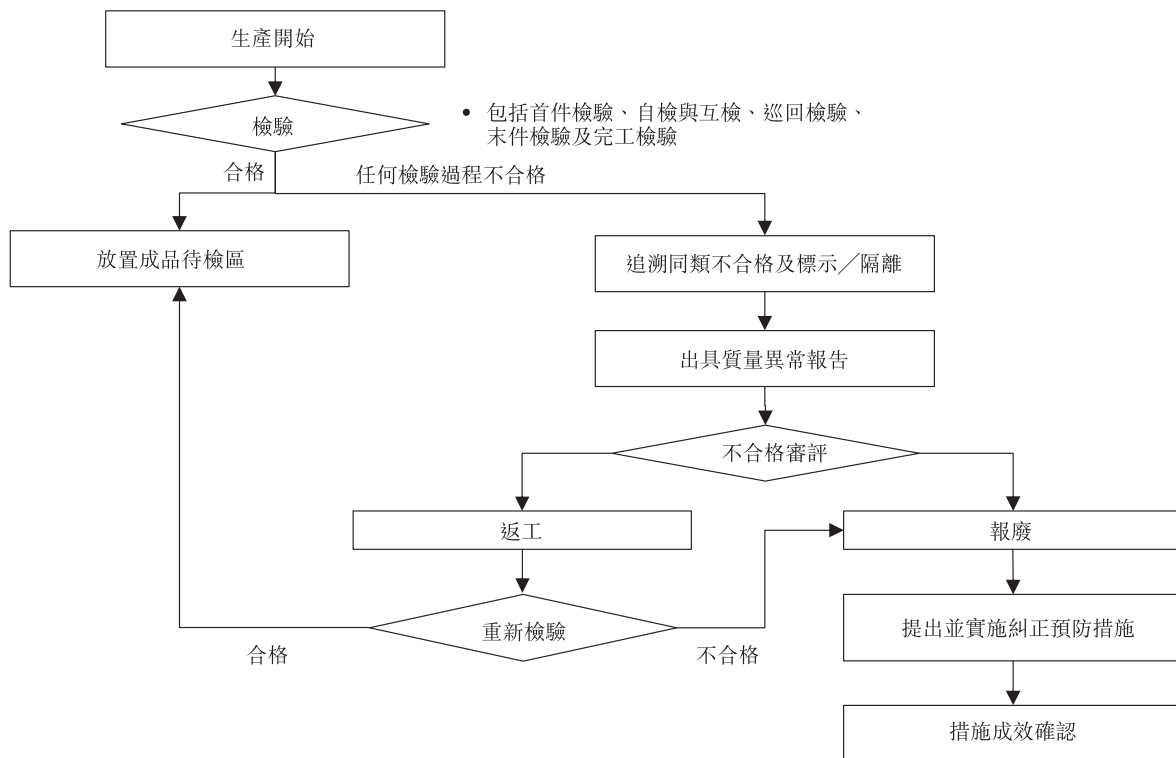 生產開始
檢驗
• 包括首件檢驗、自檢與互檢、巡回檢驗、
末件檢驗及完工檢驗
合格
任何檢驗過程不合格
放置成品待檢區
追溯同類不合格及標示╱隔離
出具質量異常報告
不合格審評
返工
報廢
重新檢驗
提出並實施糾正預防措施
合格
不合格
措施成效確認